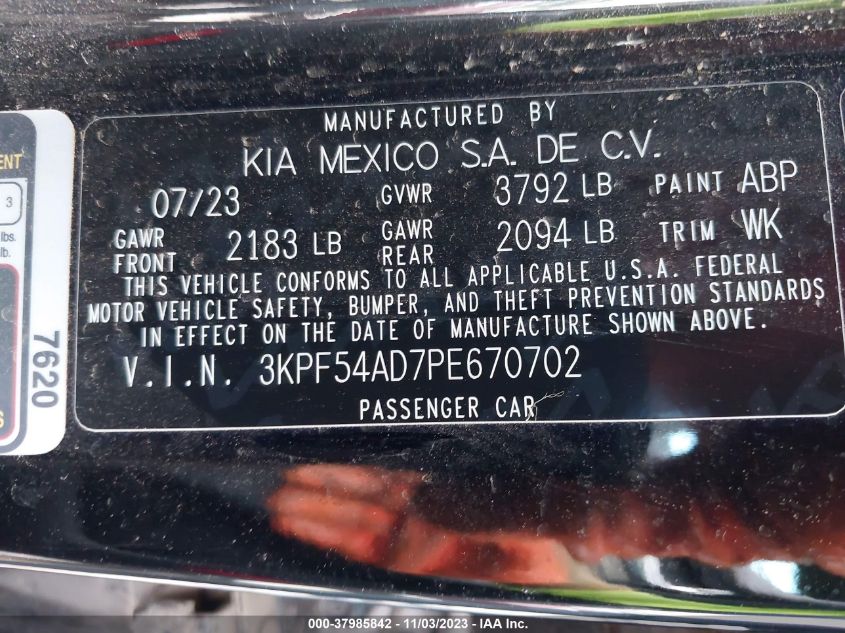 MANUFACTURED BY
KIA MEXICO S.A. DE C.V.
07/23 GVWR 3792 LB PAINT ABP
GAWR FRONT 2183 LB GAWR REAR 2094 LB TRIM WK
THIS VEHICLE CONFORMS TO ALL APPLICABLE U.S.A. FEDERAL
MOTOR VEHICLE SAFETY, BUMPER, AND THEFT PREVENTION STANDARDS
IN EFFECT ON THE DATE OF MANUFACTURE SHOWN ABOVE.
V.I.N. 3KPF54AD7PE670702
PASSENGER CAR
3
lbs.
lb.
7620
000-37985842 - 11/03/2023 - IAA Inc.